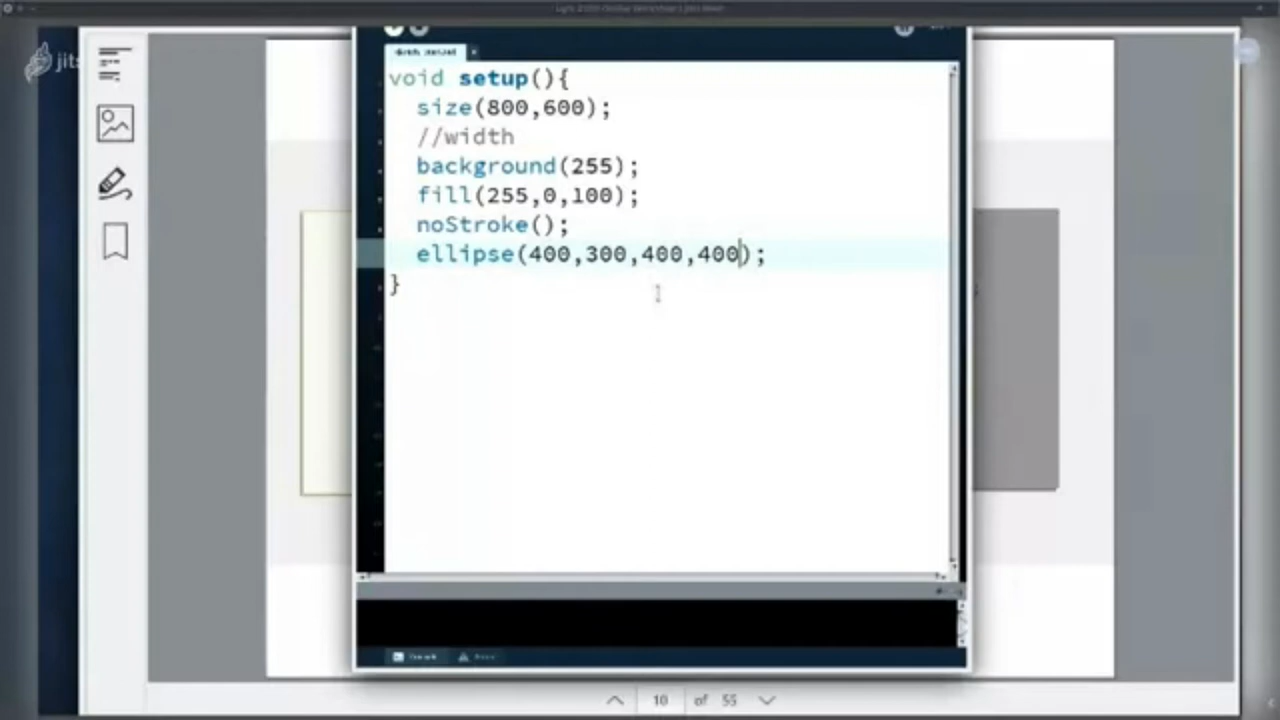 jits
void setup(){
size(800,600);
//width
background(255);
fill(255,0,100);
noStroke();
ellipse(400,300,400,400);
}
10 of 55